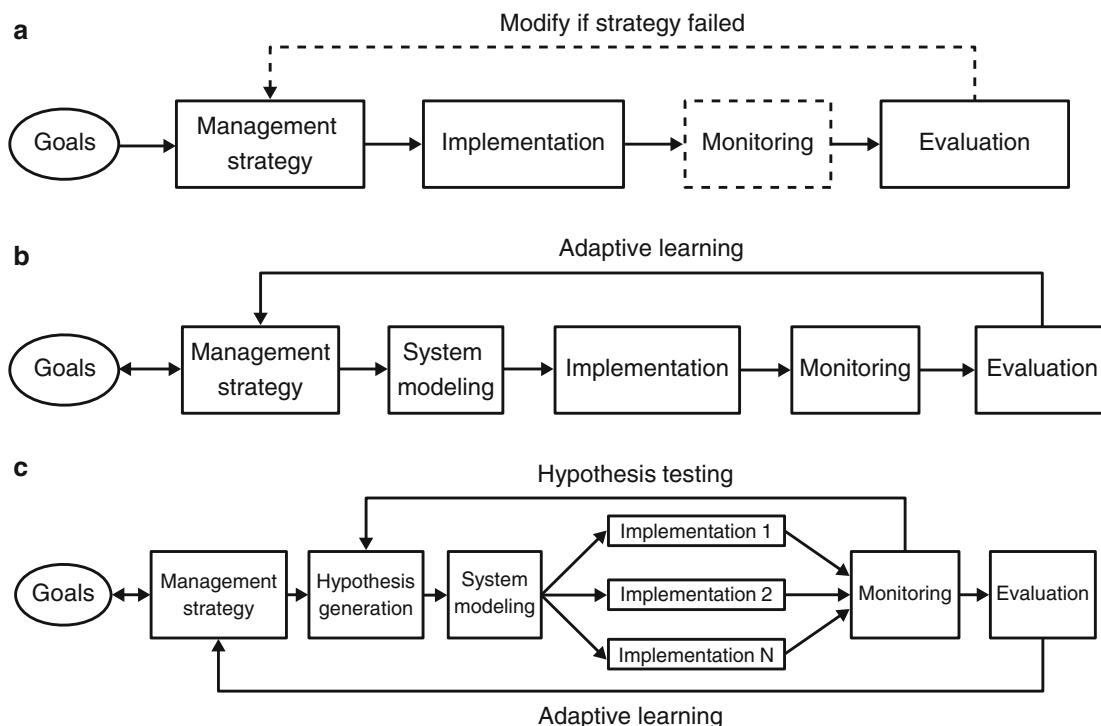 a
Modify if strategy failed
Goals
Management
strategy
Implementation
Monitoring
Evaluation
b
Adaptive learning
Goals
Management
strategy
System
modeling
Implementation
Monitoring
Evaluation
c
Hypothesis testing
Goals
Management
strategy
Hypothesis
generation
System
modeling
Implementation 1
Implementation 2
Implementation N
Monitoring
Evaluation
Adaptive learning